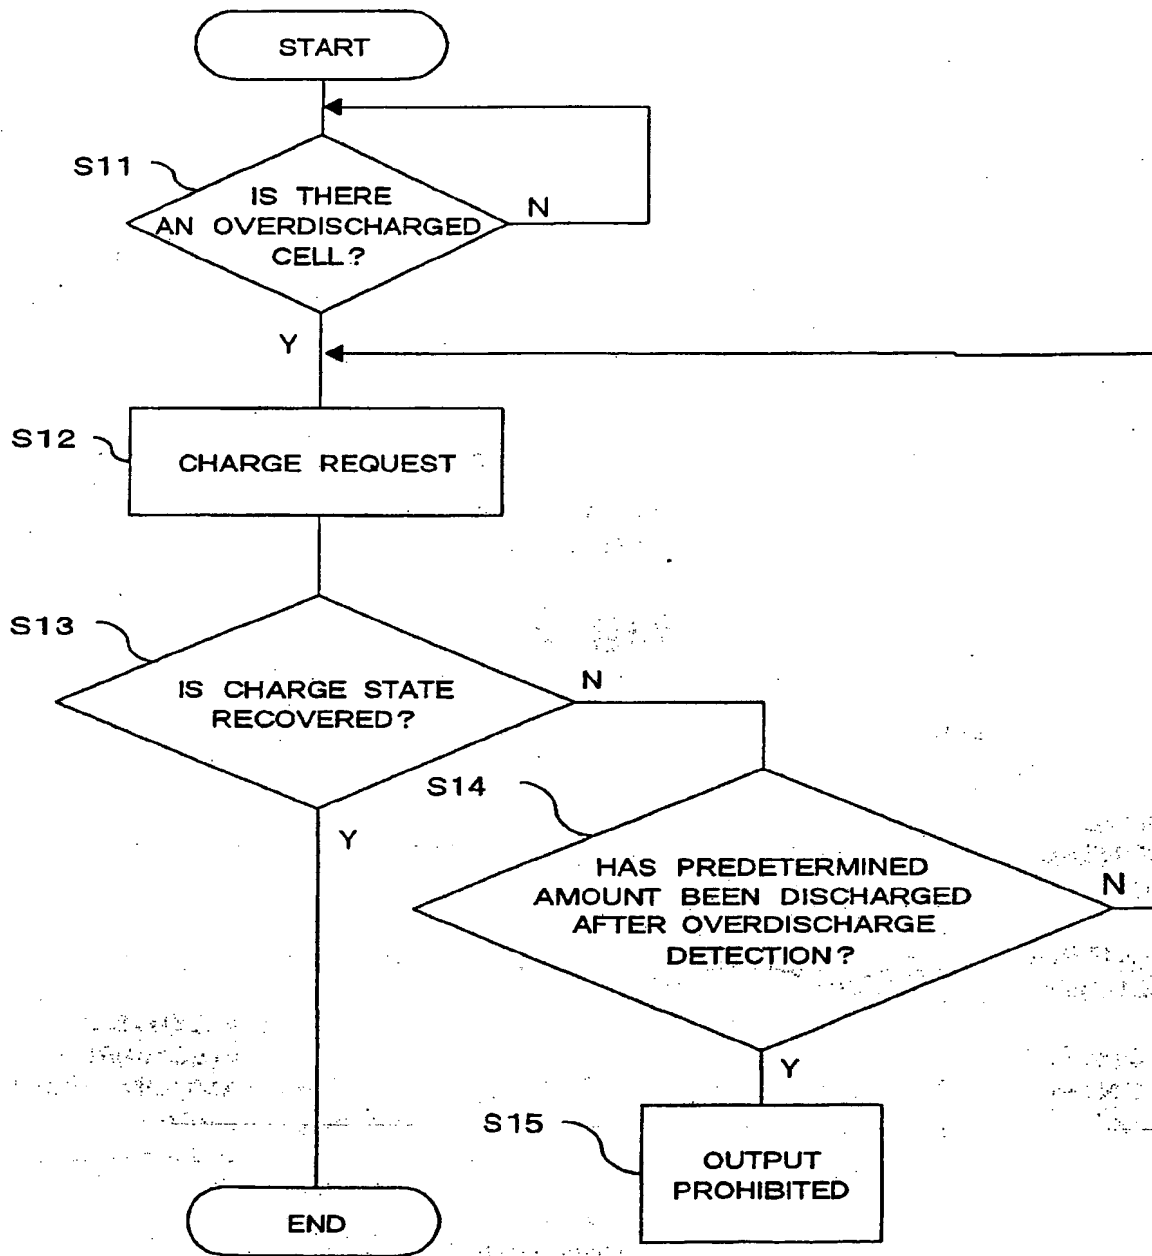 START
S11
IS THERE
AN OVERDISCHARGED
CELL?
N
Y
S12
CHARGE REQUEST
S13
IS CHARGE STATE
RECOVERED?
N
Y
S14
HAS PREDETERMINED
AMOUNT BEEN DISCHARGED
AFTER OVERDISCHARGE
DETECTION?
N
Y
S15
OUTPUT
PROHIBITED
END